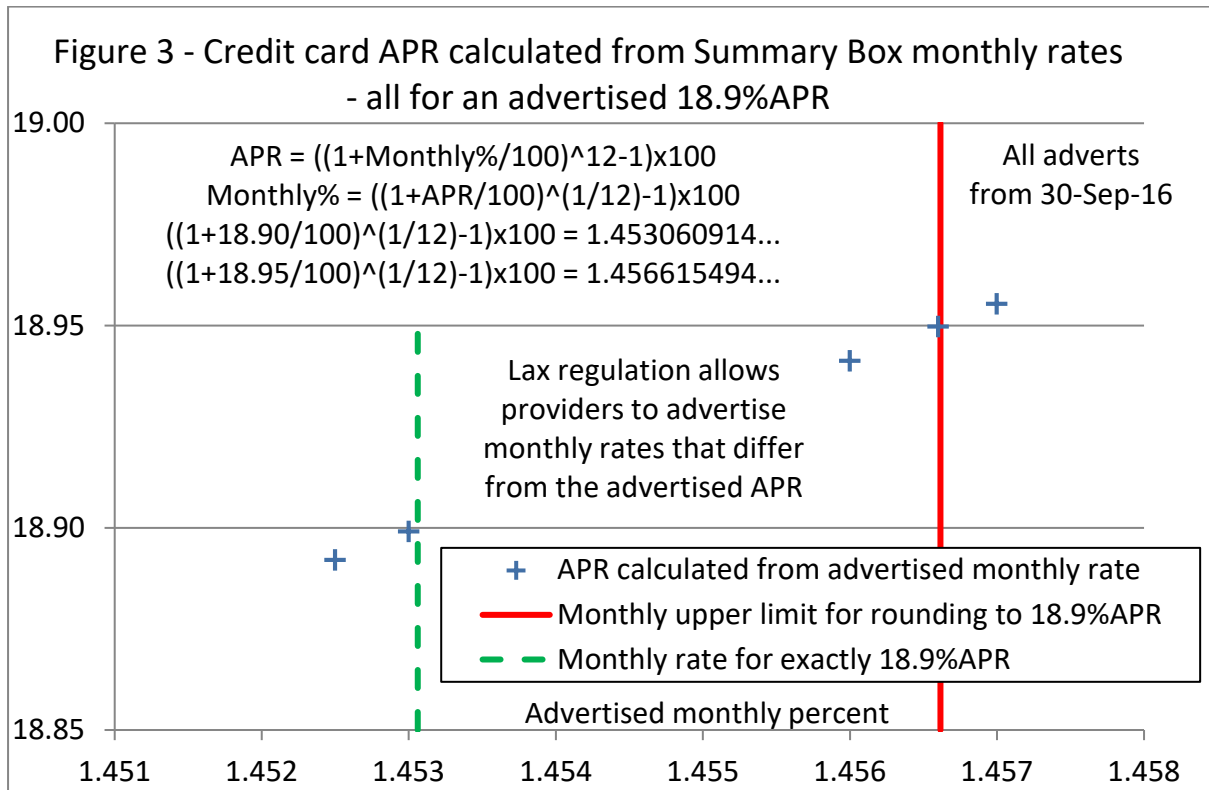 Figure 3 - Credit card APR calculated from Summary Box monthly rates
- all for an advertised 18.9%APR
19.00
APR = ((1+Monthly%/100)^12-1)x100
Monthly% = ((1+APR/100)^(1/12)-1)x100
((1+18.90/100)^(1/12)-1)x100 = 1.453060914...
((1+18.95/100)^(1/12)-1)x100 = 1.456615494...
All adverts
from 30-Sep-16
18.95
Lax regulation allows
providers to advertise
monthly rates that differ
from the advertised APR
18.90
APR calculated from advertised monthly rate
Monthly upper limit for rounding to 18.9%APR
Monthly rate for exactly 18.9%APR
Advertised monthly percent
18.85
1.451 1.452 1.453 1.454 1.455 1.456 1.457 1.458